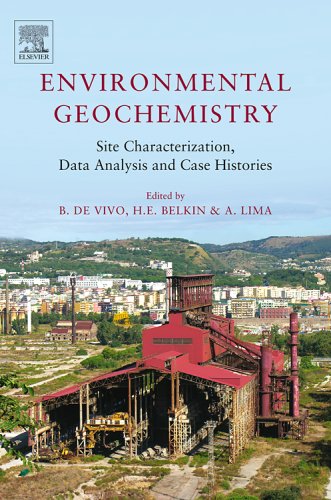 ELSEVIER
ENVIRONMENTAL
GEOCHEMISTRY
Site Characterization,
Data Analysis and Case Histories
Edited by
B. DE VIVO, H.E. BELKIN & A. LIMA